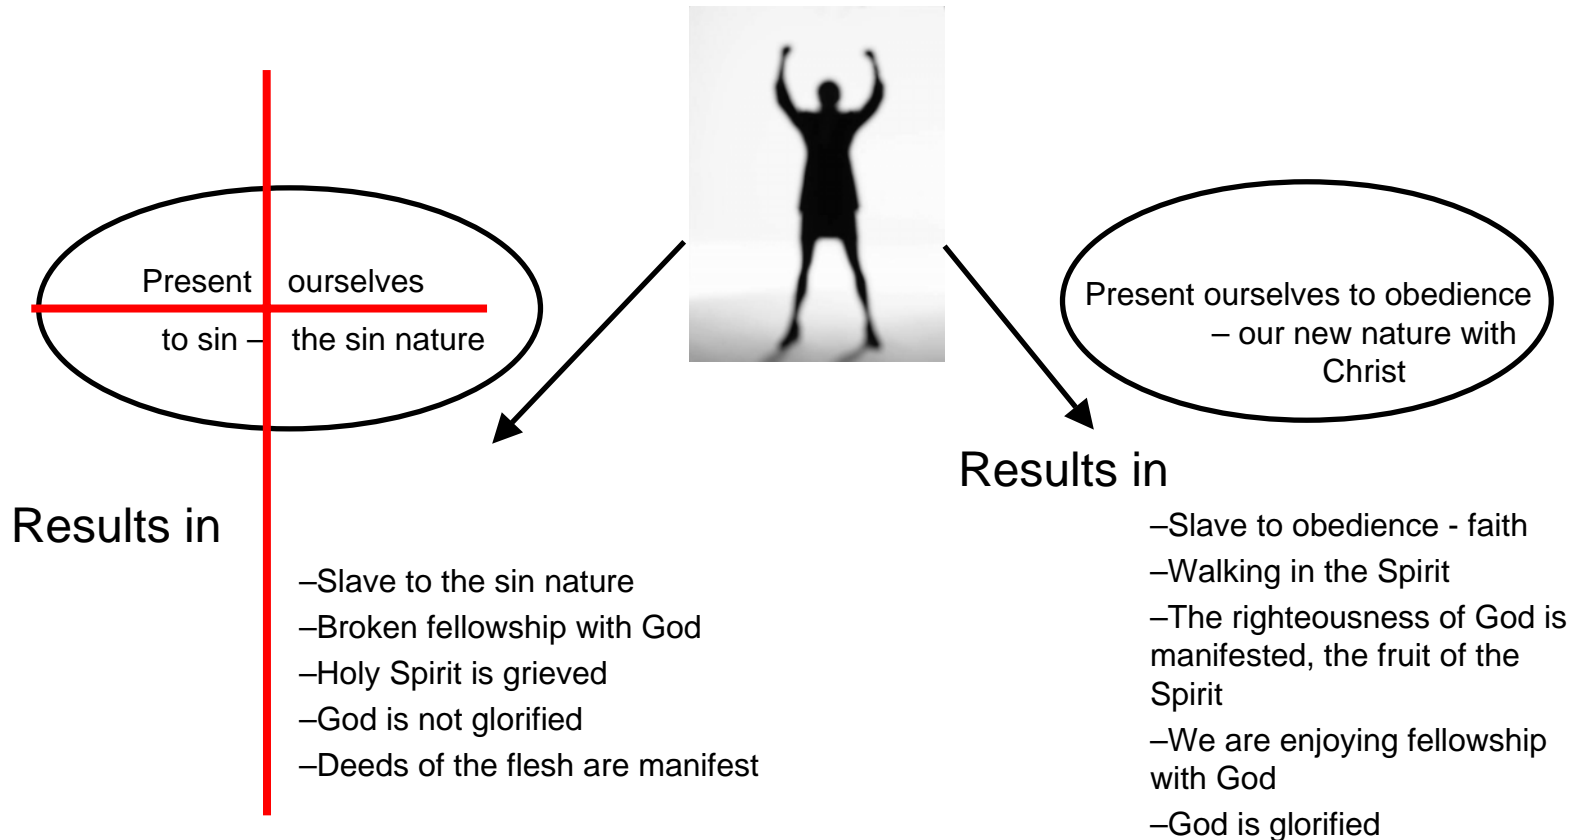 Present ourselves
to sin – the sin nature
Results in
–Slave to the sin nature
–Broken fellowship with God
–Holy Spirit is grieved
–God is not glorified
–Deeds of the flesh are manifest
Present ourselves to obedience
– our new nature with
Christ
Results in
–Slave to obedience - faith
–Walking in the Spirit
–The righteousness of God is
manifested, the fruit of the
Spirit
–We are enjoying fellowship
with God
–God is glorified